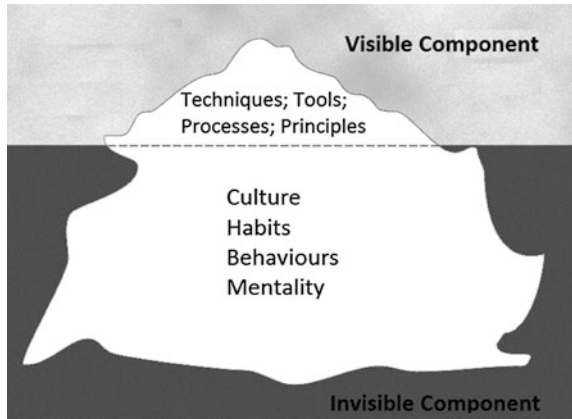 Visible Component
Techniques; Tools;
Processes; Principles
Culture
Habits
Behaviours
Mentality
Invisible Component